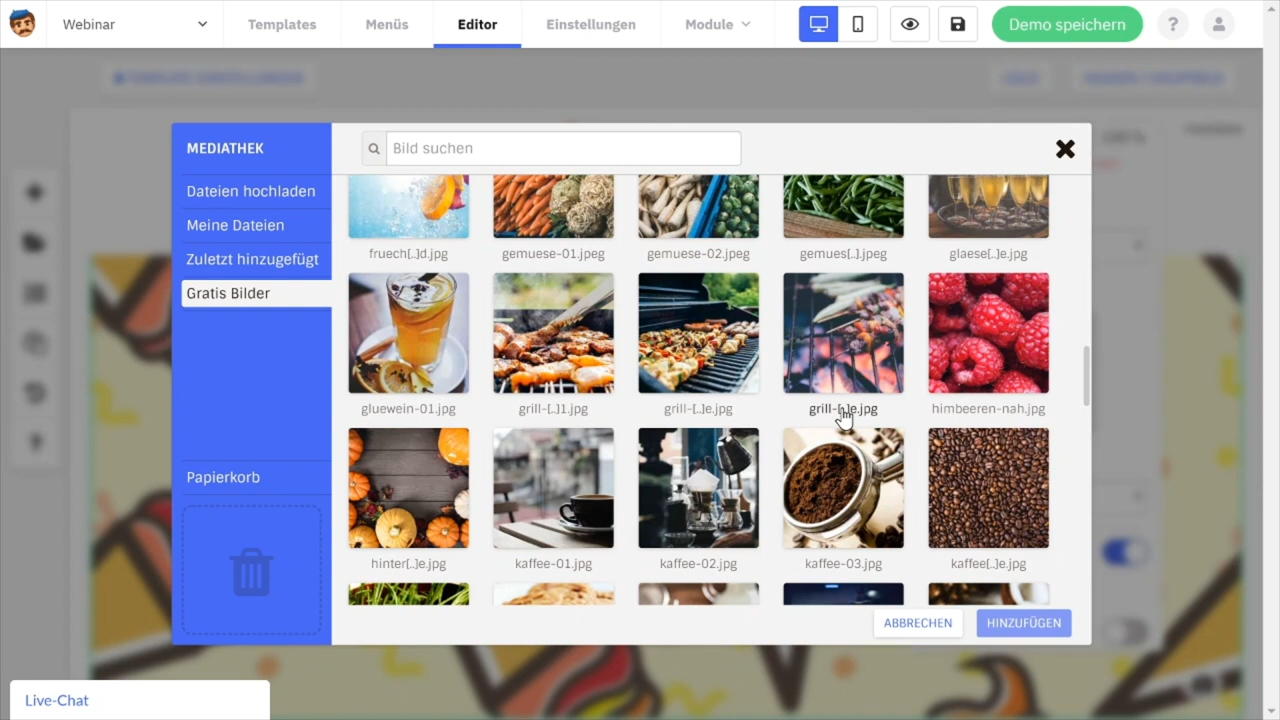 Webinar
Templates
Menüs
Editor
Einstellungen
Module
Demo speichern
?
MEDIATHEK
Bild suchen
Dateien hochladen
Meine Dateien
Zuletzt hinzugefügt
Gratis Bilder
Papierkorb
fruech[..]d.jpg
gemuese-01.jpeg
gemuese-02.jpeg
gemues[..].jpeg
glaese[..]e.jpg
gluewein-01.jpg
grill-[..]1.jpg
grill-[..]e.jpg
grill-[..]e.jpg
himbeeren-nah.jpg
hinter[..]e.jpg
kaffee-01.jpg
kaffee-02.jpg
kaffee-03.jpg
kaffee[..]e.jpg
ABBRECHEN
HINZUFÜGEN
Live-Chat